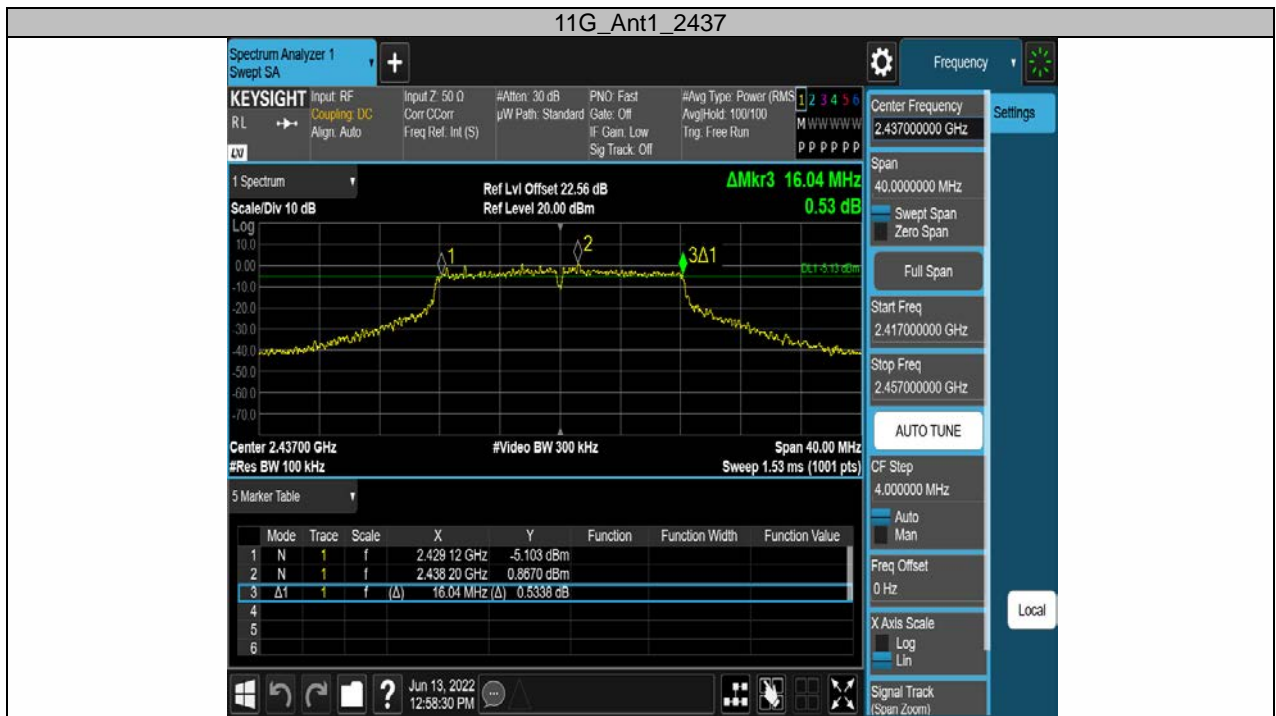 11G_Ant1_2437
Spectrum Analyzer 1
Swept SA
+
Frequency
KEYSIGHT
RL
LXI
Input: RF
Coupling: DC
Align: Auto
Input Z: 50 Ω
Corr CCorr
Freq Ref: Int (S)
#Atten: 30 dB
µW Path: Standard
PNO: Fast
Gate: Off
IF Gain: Low
Sig Track: Off
#Avg Type: Power (RMS
Avg|Hold: 100/100
Trig: Free Run
1 2 3 4 5 6
M W W W W W
P P P P P P
1 Spectrum
Scale/Div 10 dB
Ref Lvl Offset 22.56 dB
Ref Level 20.00 dBm
ΔMkr3 16.04 MHz
0.53 dB
Log
10.0
0.00
-10.0
-20.0
-30.0
-40.0
-50.0
-60.0
-70.0
1
2
3Δ1
DL1 -5.13 dBm
Center 2.43700 GHz
#Video BW 300 kHz
Span 40.00 MHz
#Res BW 100 kHz
Sweep 1.53 ms (1001 pts)
5 Marker Table
Mode Trace Scale X Y Function Function Width Function Value
1 N 1 f 2.429 12 GHz -5.103 dBm
2 N 1 f 2.438 20 GHz 0.8670 dBm
3 Δ1 1 f (Δ) 16.04 MHz (Δ) 0.5338 dB
4
5
6
?
Jun 13, 2022
12:58:30 PM
Center Frequency
2.437000000 GHz
Settings
Span
40.0000000 MHz
Swept Span
Zero Span
Full Span
Start Freq
2.417000000 GHz
Stop Freq
2.457000000 GHz
AUTO TUNE
CF Step
4.000000 MHz
Auto
Man
Freq Offset
0 Hz
X Axis Scale
Log
Lin
Local
Signal Track
(Span Zoom)